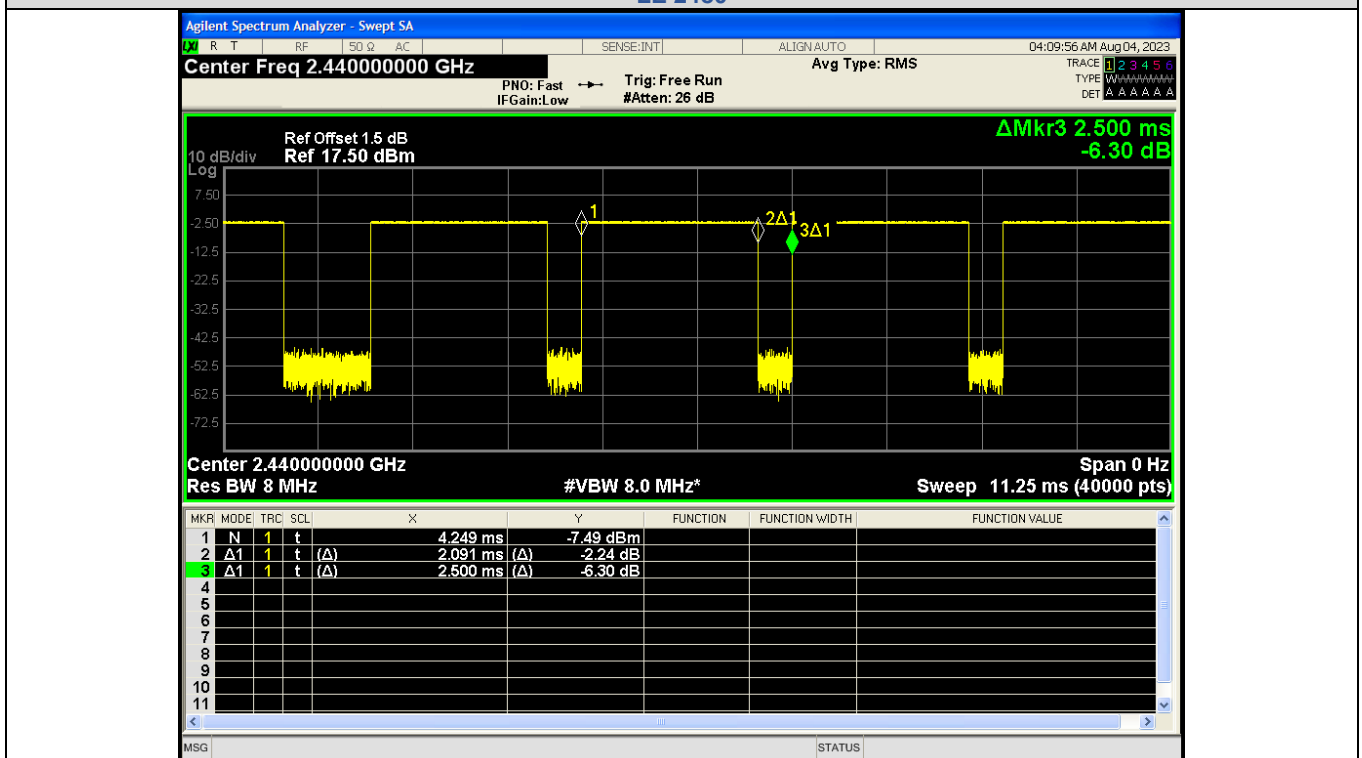 Agilent Spectrum Analyzer - Swept SA
LXI R T RF 50 Ω AC SENSE:INT ALIGN AUTO 04:09:56 AM Aug 04, 2023
Center Freq 2.440000000 GHz Avg Type: RMS TRACE 1 2 3 4 5 6
PNO: Fast Trig: Free Run TYPE
IFGain:Low #Atten: 26 dB DET A A A A A A
ΔMkr3 2.500 ms
-6.30 dB
Ref Offset 1.5 dB
10 dB/div Ref 17.50 dBm
Log
7.50
-2.50
-12.5
-22.5
-32.5
-42.5
-52.5
-62.5
-72.5
1
2Δ1
3Δ1
Center 2.440000000 GHz Span 0 Hz
Res BW 8 MHz #VBW 8.0 MHz* Sweep 11.25 ms (40000 pts)
MKR MODE TRC SCL X Y FUNCTION FUNCTION WIDTH FUNCTION VALUE
1 N 1 t 4.249 ms -7.49 dBm
2 Δ1 1 t (Δ) 2.091 ms (Δ) -2.24 dB
3 Δ1 1 t (Δ) 2.500 ms (Δ) -6.30 dB
4
5
6
7
8
9
10
11
MSG STATUS